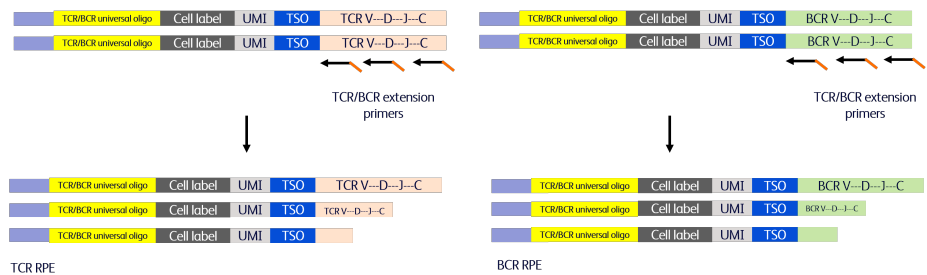 TCR/BCR universal oligo Cell label UMI TSO TCR V---D---J---C
TCR/BCR universal oligo Cell label UMI TSO TCR V---D---J---C
TCR/BCR extension
primers
TCR/BCR universal oligo Cell label UMI TSO TCR V---D---J---C
TCR/BCR universal oligo Cell label UMI TSO TCR V---D---J---C
TCR/BCR universal oligo Cell label UMI TSO
TCR RPE
TCR/BCR universal oligo Cell label UMI TSO BCR V---D---J---C
TCR/BCR universal oligo Cell label UMI TSO BCR V---D---J---C
TCR/BCR extension
primers
TCR/BCR universal oligo Cell label UMI TSO BCR V---D---J---C
TCR/BCR universal oligo Cell label UMI TSO BCR V---D---J---C
TCR/BCR universal oligo Cell label UMI TSO
BCR RPE